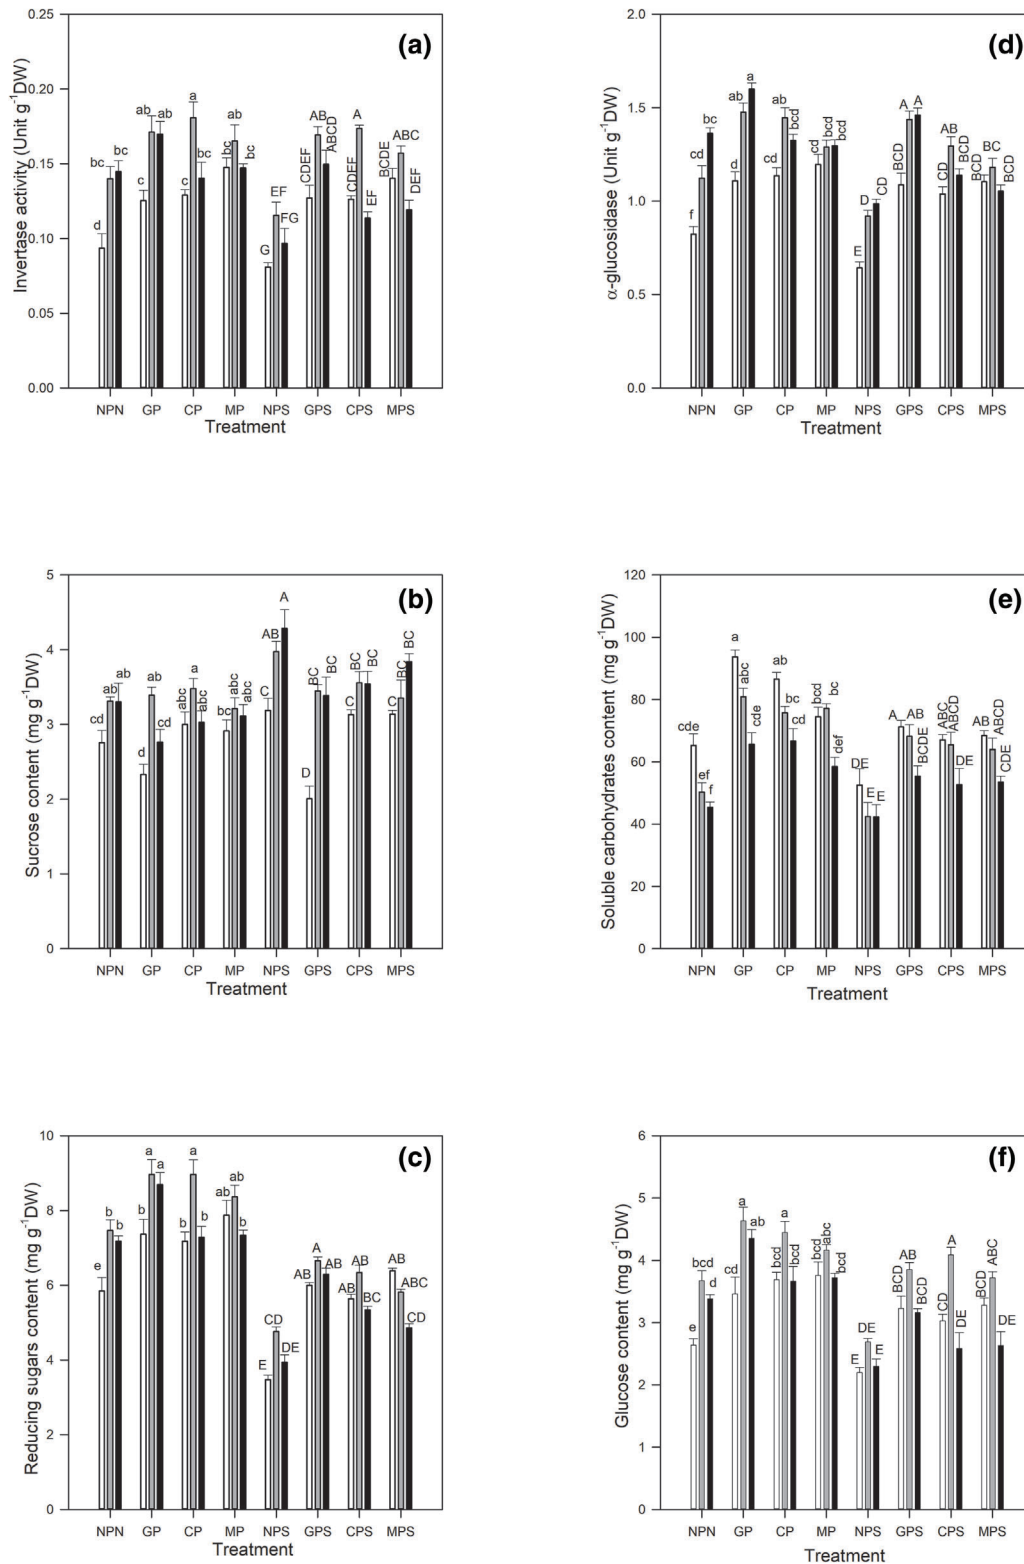 (a)
Invertase activity (Unit g-1DW)
0.25
0.20
0.15
0.10
0.05
0.00
d bc bc
c ab ab
c a bc
bc ab bc
G EF FG
CDEF AB ABCD
CDEF A EF
BCDE ABC DEF
NPN GP CP MP NPS GPS CPS MPS
Treatment
(d)
α-glucosidase (Unit g-1DW)
2.0
1.5
1.0
0.5
0.0
f cd bc
d ab a
cd ab bcd
cd bcd bcd
E D CD
BCD A A
CD AB BCD
BCD BC BCD
NPN GP CP MP NPS GPS CPS MPS
Treatment
(b)
Sucrose content (mg g-1DW)
5
4
3
2
1
0
cd ab ab
d ab cd
abc a abc
bc abc abc
C AB A
D BC BC
C BC BC
C BC BC
NPN GP CP MP NPS GPS CPS MPS
Treatment
(e)
Soluble carbohydrates content (mg g-1DW)
120
100
80
60
40
20
0
cde ef f
a abc cde
ab bc cd
bcd bc def
DE E E
A AB BCDE
ABC ABCD DE
AB ABCD CDE
NPN GP CP MP NPS GPS CPS MPS
Treatment
(c)
Reducing sugars content (mg g-1DW)
10
8
6
4
2
0
e b b
b a a
b a b
ab ab b
E CD DE
AB A AB
AB AB BC
AB ABC CD
NPN GP CP MP NPS GPS CPS MPS
Treatment
(f)
Glucose content (mg g-1DW)
6
5
4
3
2
1
0
e bcd d
cd a ab
bcd a bcd
bcd abc bcd
E DE E
BCD AB BCD
CD A DE
BCD ABC DE
NPN GP CP MP NPS GPS CPS MPS
Treatment